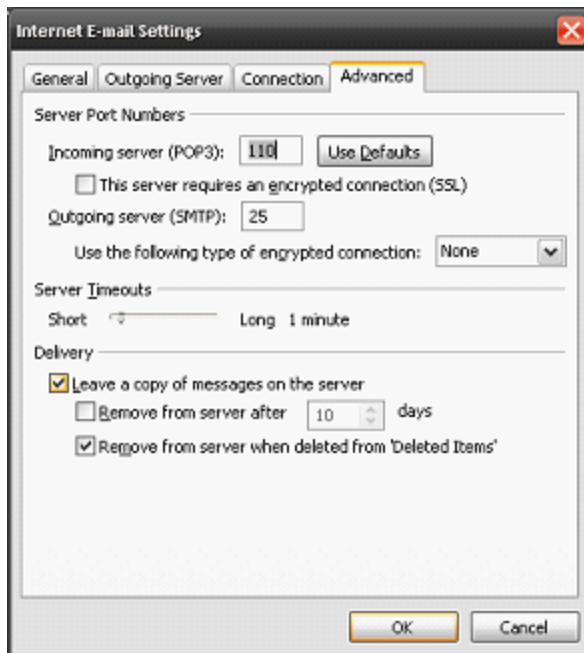 Internet E-mail Settings
General Outgoing Server Connection Advanced
Server Port Numbers
Incoming server (POP3): 110 Use Defaults
This server requires an encrypted connection (SSL)
Outgoing server (SMTP): 25
Use the following type of encrypted connection: None
Server Timeouts
Short Long 1 minute
Delivery
Leave a copy of messages on the server
Remove from server after 10 days
Remove from server when deleted from 'Deleted Items'
OK Cancel